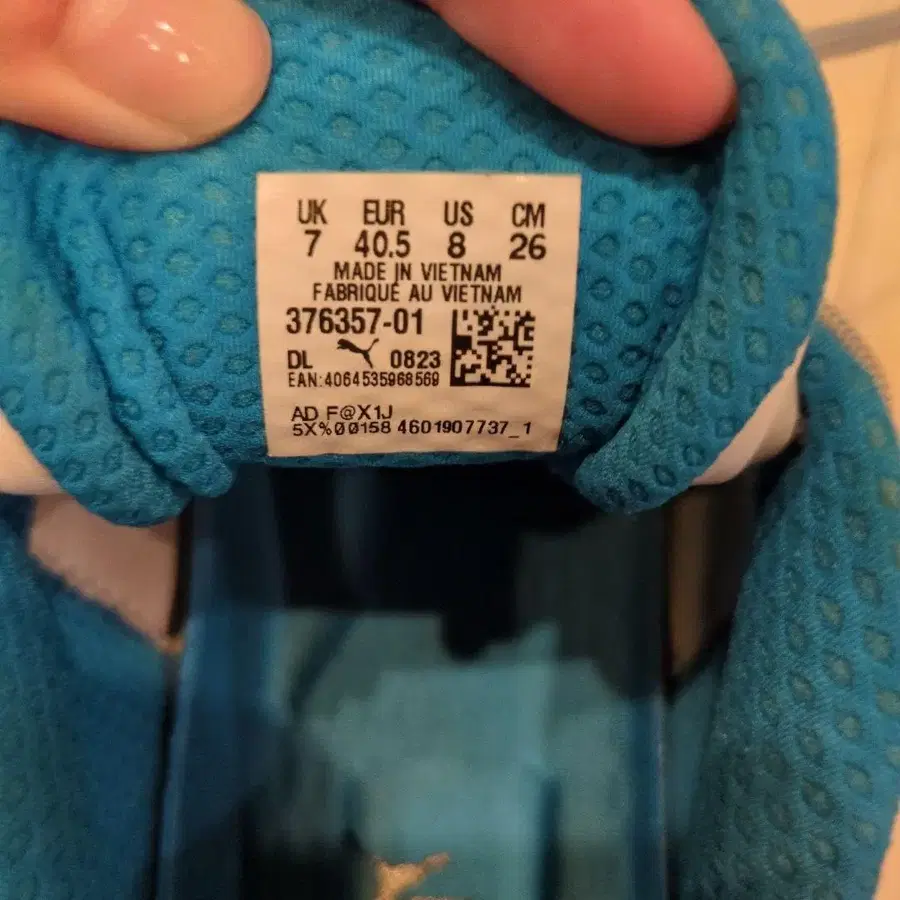 UK EUR US CM
7 40.5 8 26
MADE IN VIETNAM
FABRIQUÉ AU VIETNAM
376357-01
DL 0823
EAN:4064535968569
AD F@X1J
5X%00158 4601907737_1